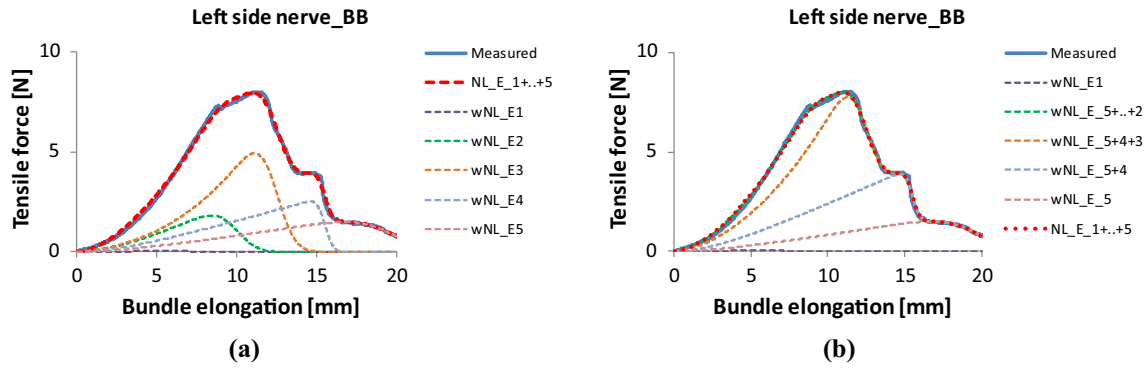 Left side nerve_BB
Tensile force [N]
10
5
0
0 5 10 15 20
Bundle elongation [mm]
Measured
NL_E_1+..+5
wNL_E1
wNL_E2
wNL_E3
wNL_E4
wNL_E5
(a)
Left side nerve_BB
Tensile force [N]
10
5
0
0 5 10 15 20
Bundle elongation [mm]
Measured
wNL_E1
wNL_E_5+..+2
wNL_E_5+4+3
wNL_E_5+4
wNL_E_5
NL_E_1+..+5
(b)